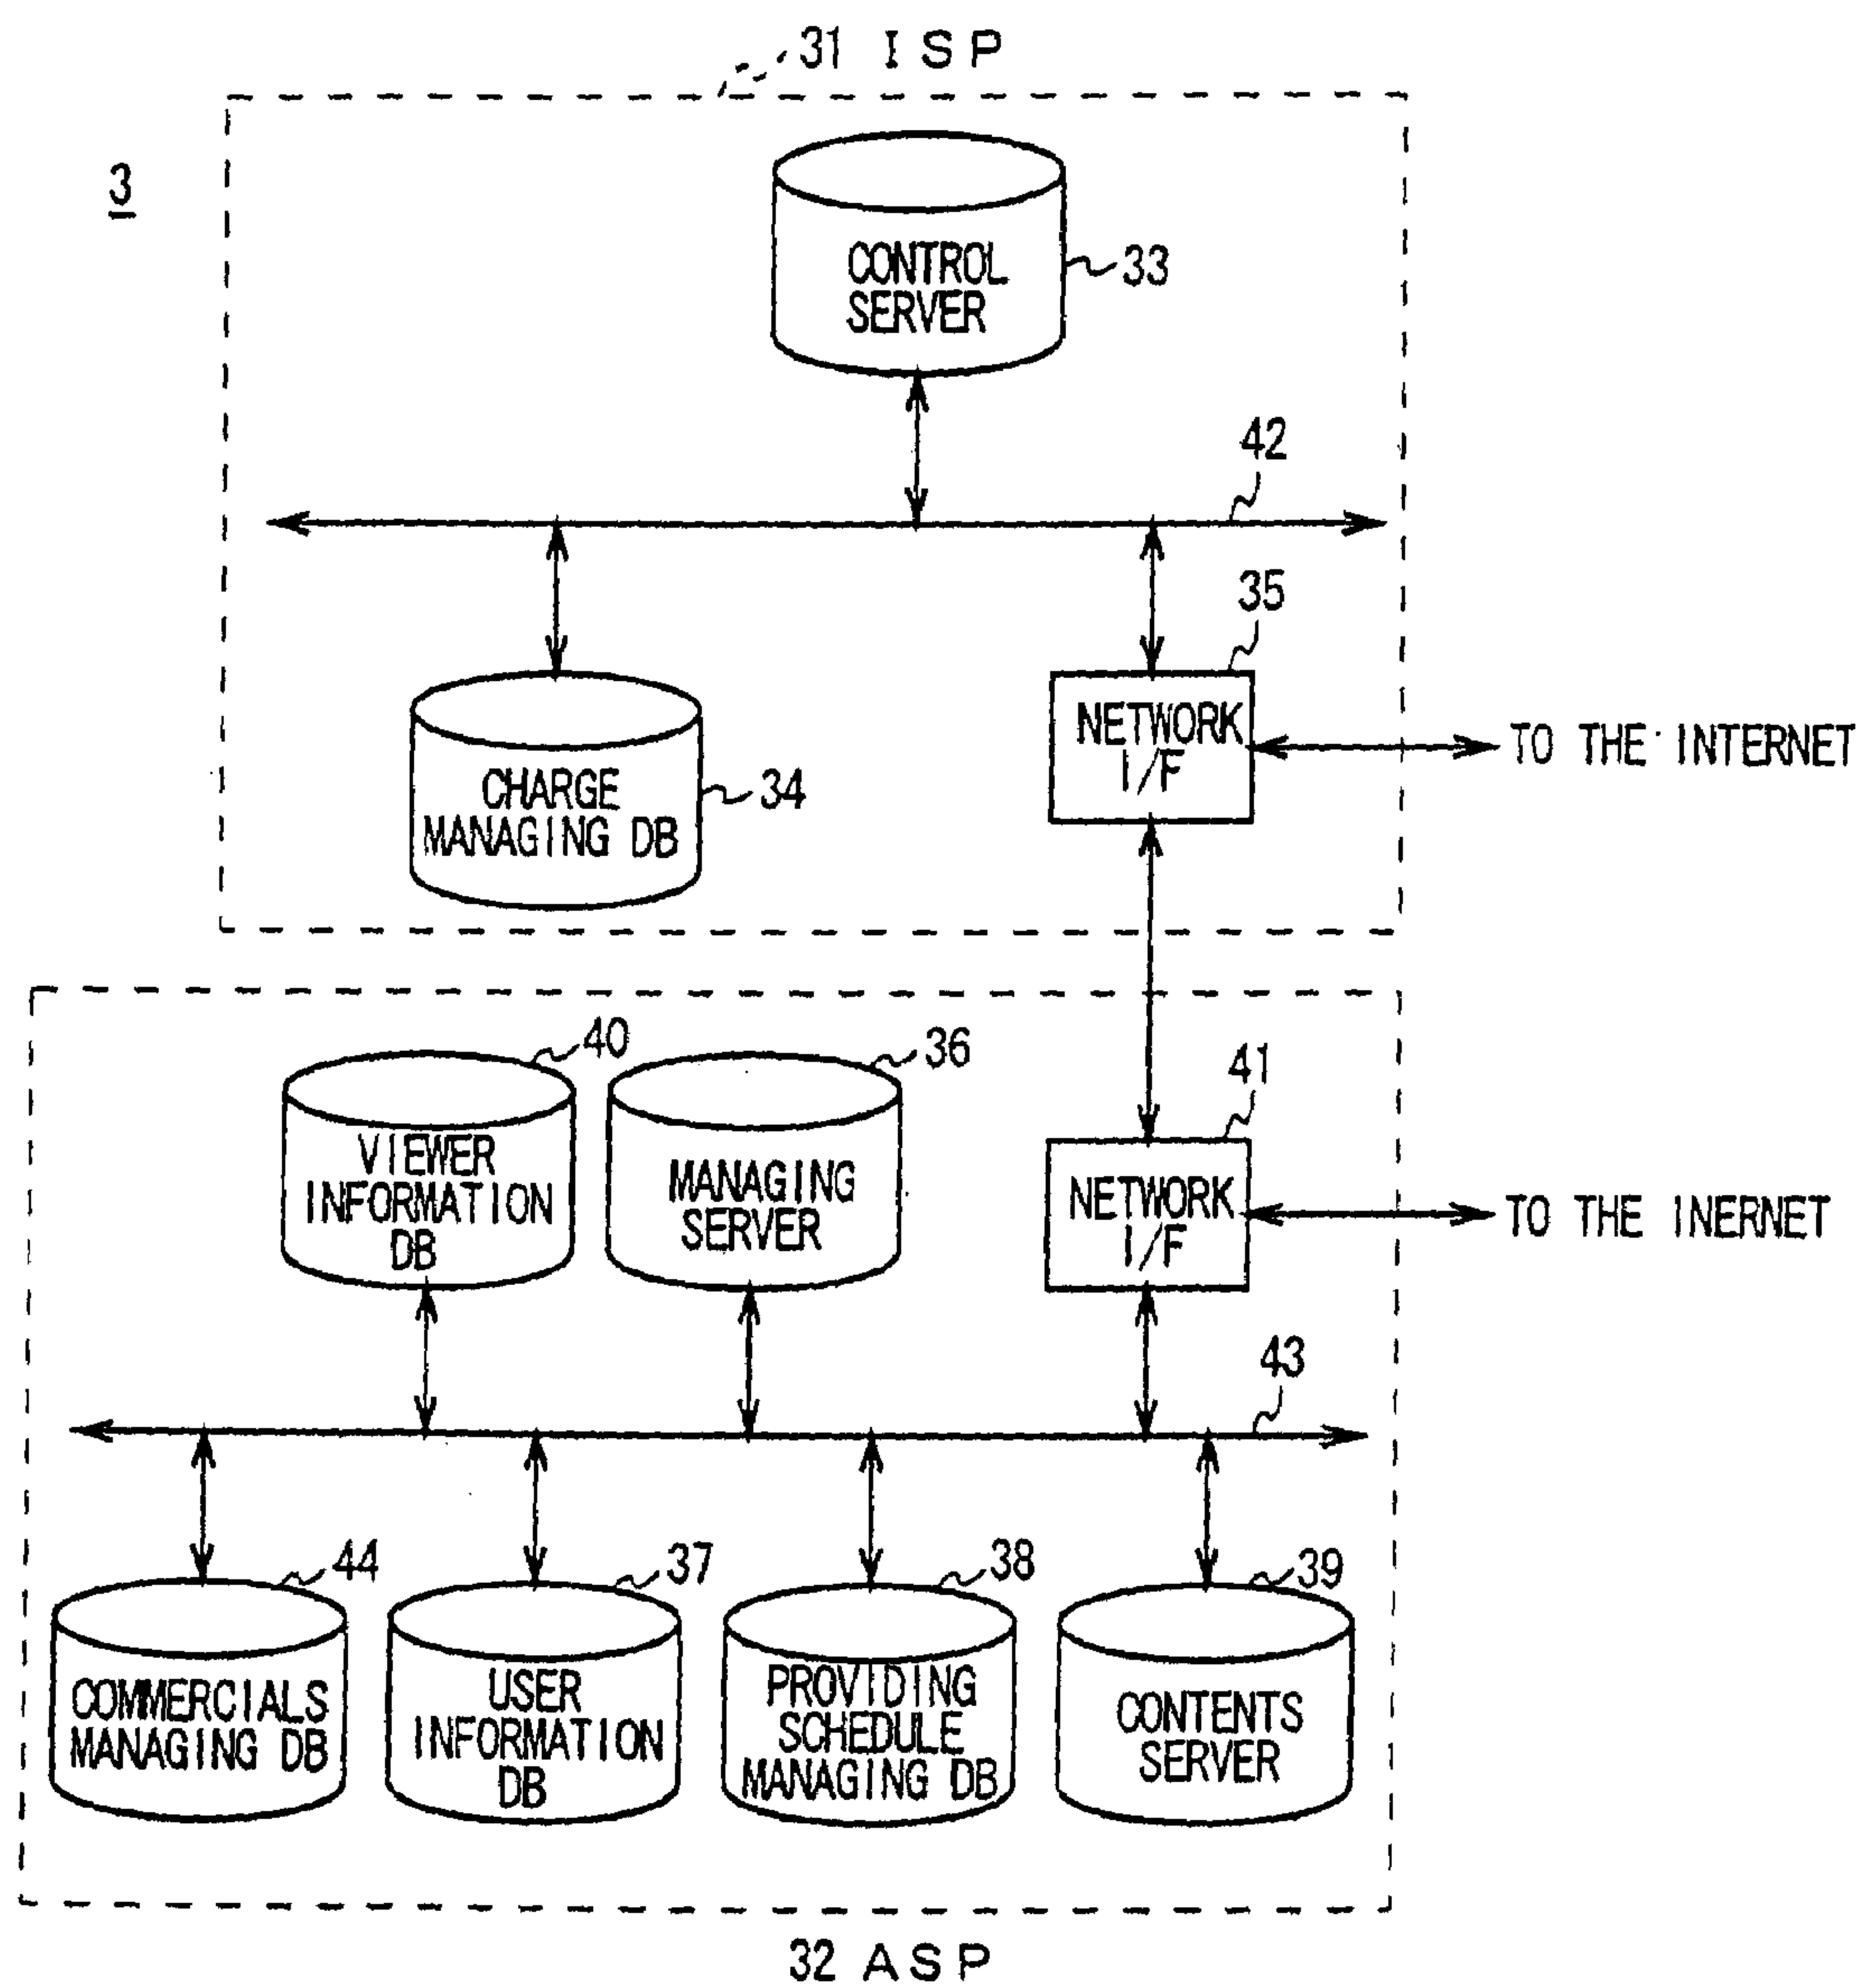 31 ISP
3
CONTROL
SERVER
33
42
35
NETWORK
I/F
TO THE INTERNET
CHARGE
MANAGING DB
34
40
36
41
VIEWER
INFORMATION
DB
MANAGING
SERVER
NETWORK
I/F
TO THE INERNET
43
44
37
38
39
COMMERCIALS
MANAGING DB
USER
INFORMATION
DB
PROVIDING
SCHEDULE
MANAGING DB
CONTENTS
SERVER
32 ASP